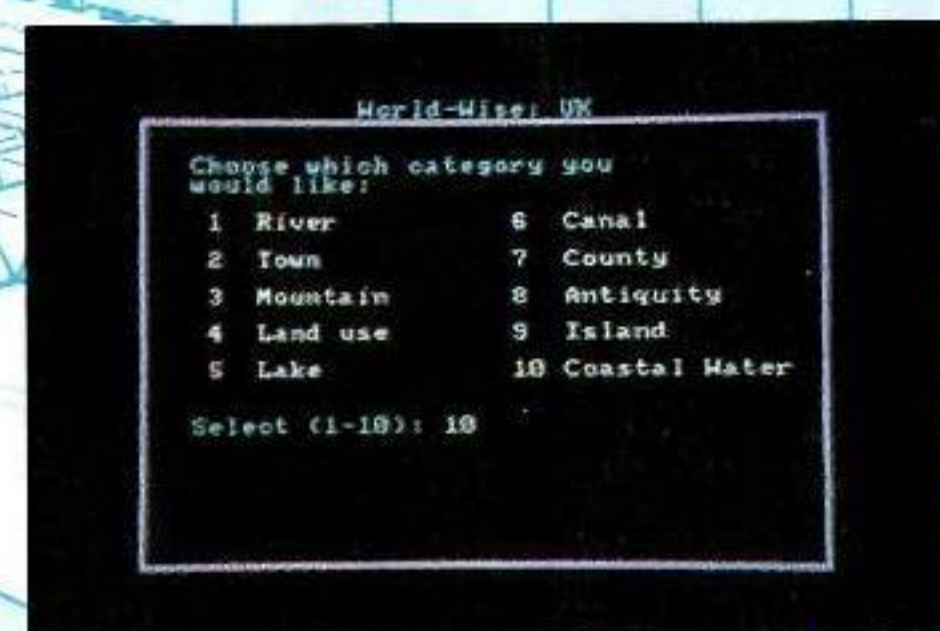 World-Wise: UK
Choose which category you
would like:
1 River 6 Canal
2 Town 7 County
3 Mountain 8 Antiquity
4 Land use 9 Island
5 Lake 10 Coastal Water
Select (1-10): 10